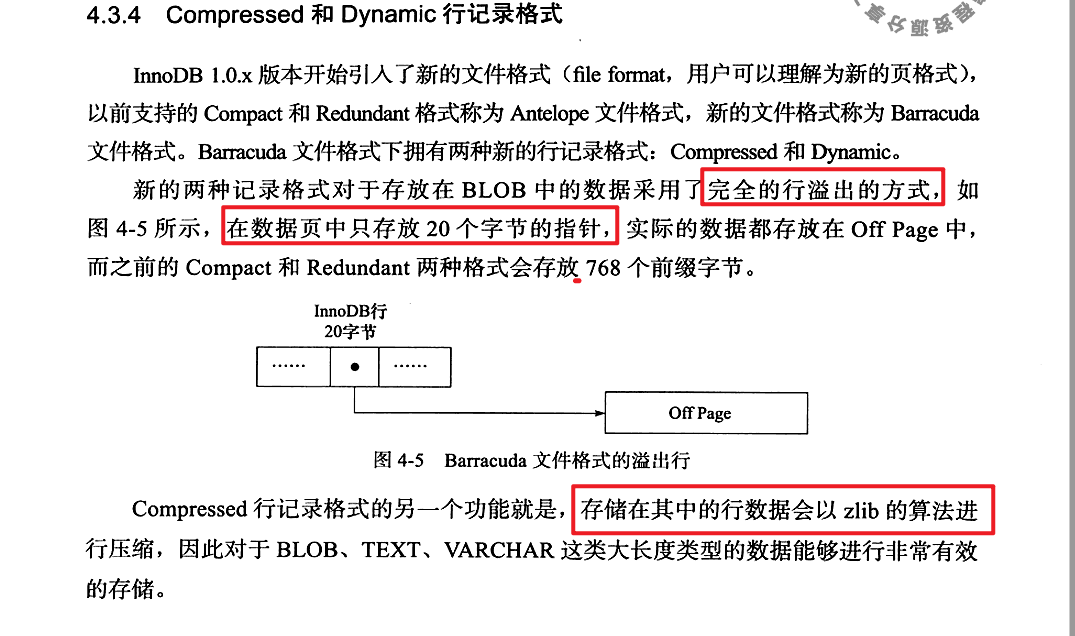 程资源分享
4.3.4 Compressed 和 Dynamic 行记录格式
InnoDB 1.0.x 版本开始引入了新的文件格式（file format，用户可以理解为新的页格式），
以前支持的 Compact 和 Redundant 格式称为 Antelope 文件格式，新的文件格式称为 Barracuda
文件格式。Barracuda 文件格式下拥有两种新的行记录格式：Compressed 和 Dynamic。
新的两种记录格式对于存放在 BLOB 中的数据采用了完全的行溢出的方式，如
图 4-5 所示，在数据页中只存放 20 个字节的指针，实际的数据都存放在 Off Page 中，
而之前的 Compact 和 Redundant 两种格式会存放 768 个前缀字节。
InnoDB行
20字节
…… ……
Off Page
图 4-5 Barracuda 文件格式的溢出行
Compressed 行记录格式的另一个功能就是，存储在其中的行数据会以 zlib 的算法进
行压缩，因此对于 BLOB、TEXT、VARCHAR 这类大长度类型的数据能够进行非常有效
的存储。